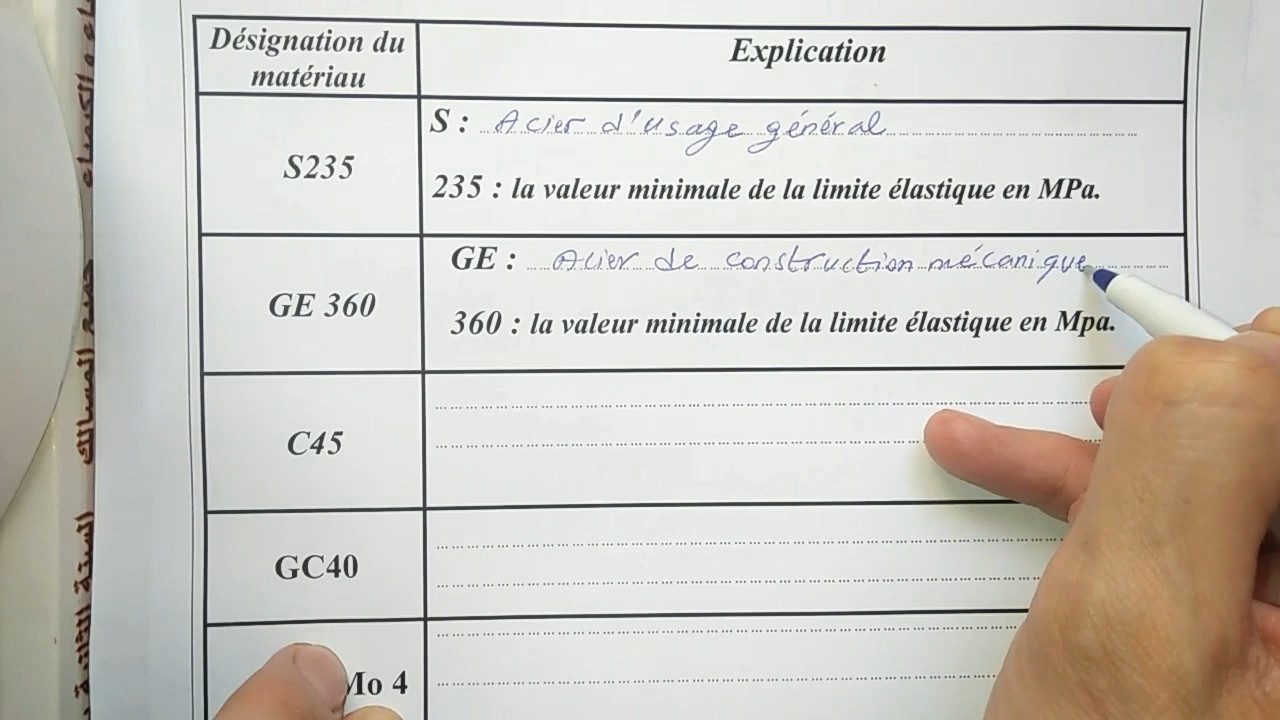 Désignation du
matériau
Explication
S235
S : Acier d'usage général
235 : la valeur minimale de la limite élastique en MPa.
GE 360
GE : Acier de construction mécanique
360 : la valeur minimale de la limite élastique en Mpa.
C45
GC40
Mo 4